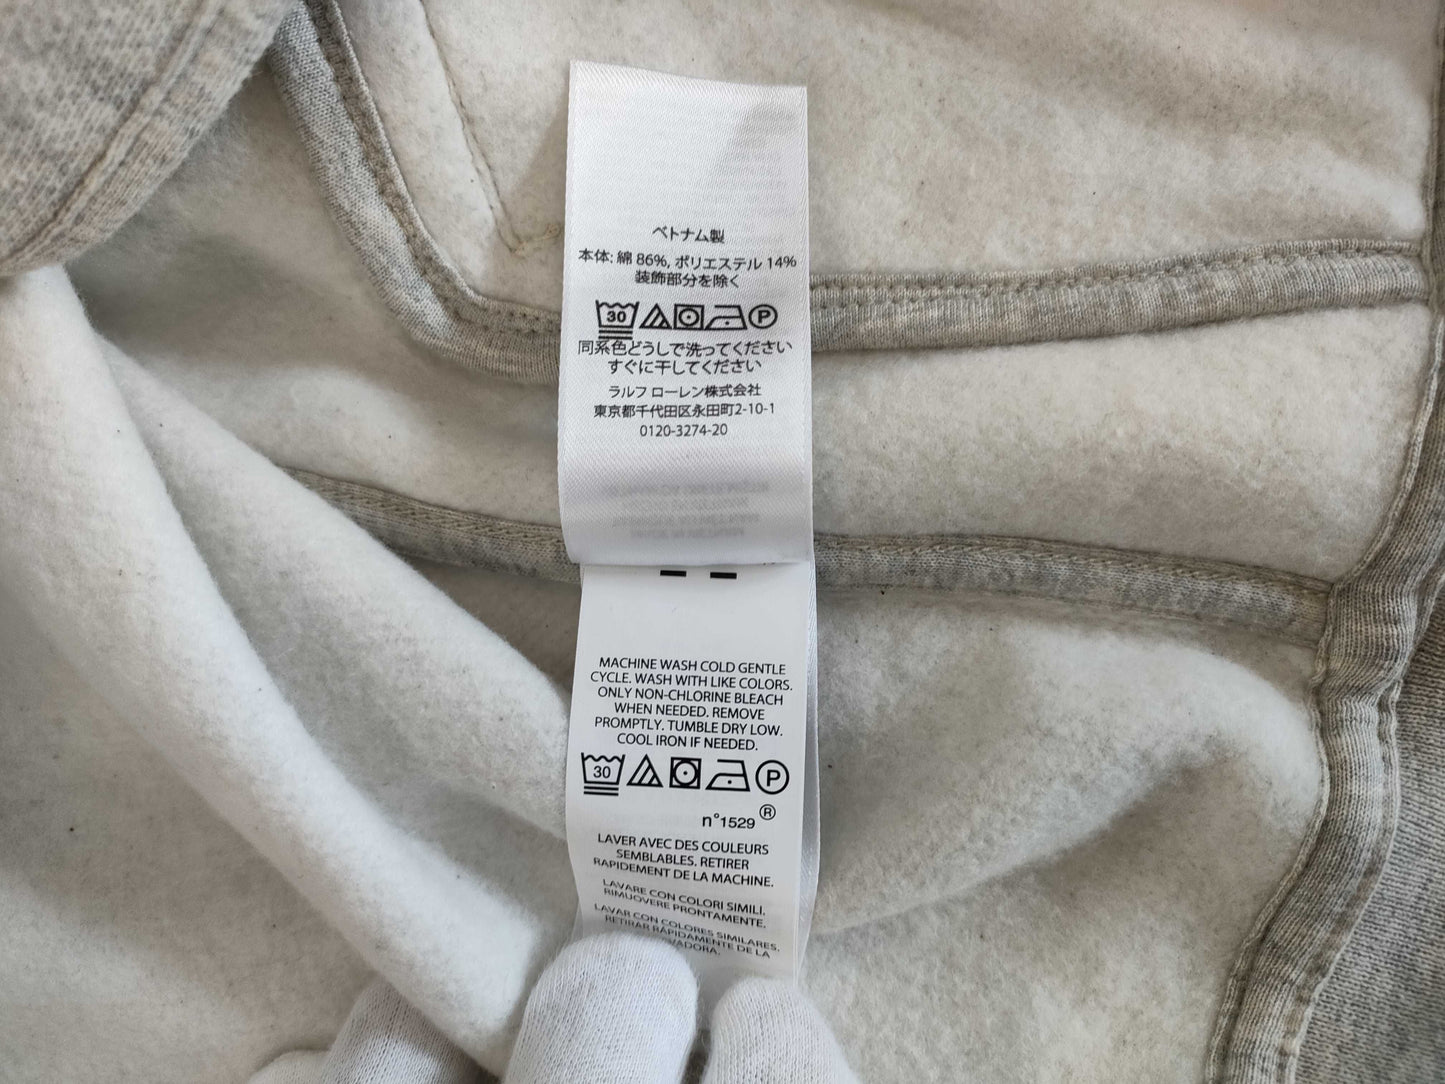 ベトナム製
本体: 綿 86%, ポリエステル 14%
装飾部分を除く
30 P
同系色どうしで洗ってください
すぐに干してください
ラルフ ローレン株式会社
東京都千代田区永田町2-10-1
0120-3274-20
MACHINE WASH COLD GENTLE
CYCLE. WASH WITH LIKE COLORS.
ONLY NON-CHLORINE BLEACH
WHEN NEEDED. REMOVE
PROMPTLY. TUMBLE DRY LOW.
COOL IRON IF NEEDED.
30 P
n°1529 ®
LAVER AVEC DES COULEURS
SEMBLABLES. RETIRER
RAPIDEMENT DE LA MACHINE.
LAVARE CON COLORI SIMILI.
RIMUOVERE PRONTAMENTE.
LAVAR CON COLORES SIMILARES.
RETIRAR RÁPIDAMENTE DE LA